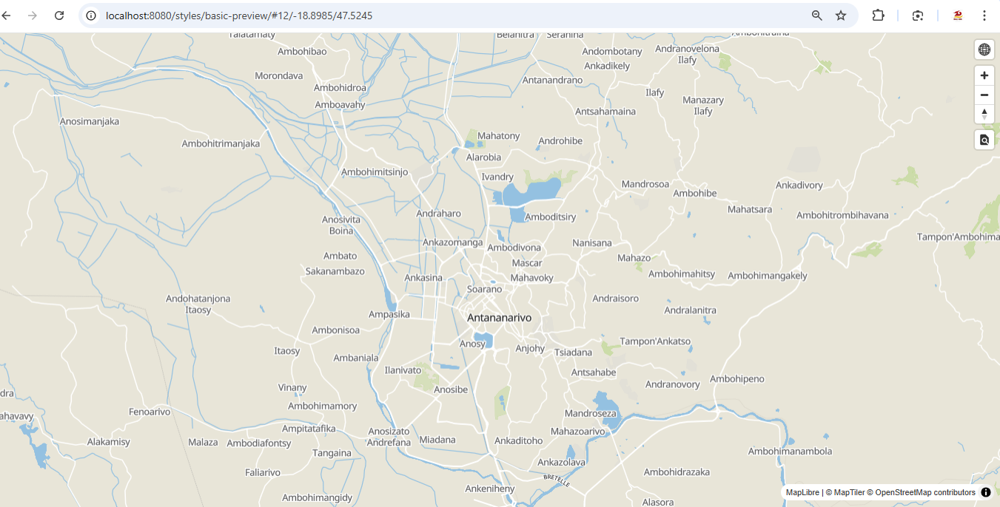 localhost:8080/styles/basic-preview/#12/-18.8985/47.5245
Talatamaty
Belanitra
Seranina
Ambohitraina
Ambohibao
Andombotany
Andranovelona
Ilafy
Ankadikely
Morondava
Antanandrano
Ambohidroa
Ilafy
Manazary
Ilafy
Amboavahy
Antsahamaina
Anosimanjaka
Mahatony
Androhibe
Ambohitrimanjaka
Alarobia
Ambohimitsinjo
Ivandry
Mandrosoa
Ankadivory
Ambohibe
Mahatsara
Andraharo
Amboditsiry
Ambohitrombihavana
Anosivita
Boina
Tampon'Ambohima
Ankazomanga
Ambodivona
Nanisana
Ambato
Mascar
Mahazo
Sakanambazo
Ankasina
Mahavoky
Ambohimahitsy
Ambohimangakely
Soarano
Andohatanjona
Itaosy
Andraisoro
Andralanitra
Ampasika
Antananarivo
Ambonisoa
Anosy
Anjohy
Tampon'Ankatso
Itaosy
Tsiadana
Ambaniala
Ilanivato
Antsahabe
Ambohipeno
Vinany
Anosibe
Andranovory
dra
Ambohimamory
Fenoarivo
Mandroseza
ahavavy
Ampitatafika
Anosizato
Andrefana
Mahazoarivo
Alakamisy
Malaza
Ambodiafontsy
Miadana
Ankaditoho
Tangaina
Ambohimanambola
Ankazolava
Faliarivo
BRETELLE
Ambohidrazaka
Ankeniheny
Ambohimangidy
Alasora
MapLibre | © MapTiler © OpenStreetMap contributors